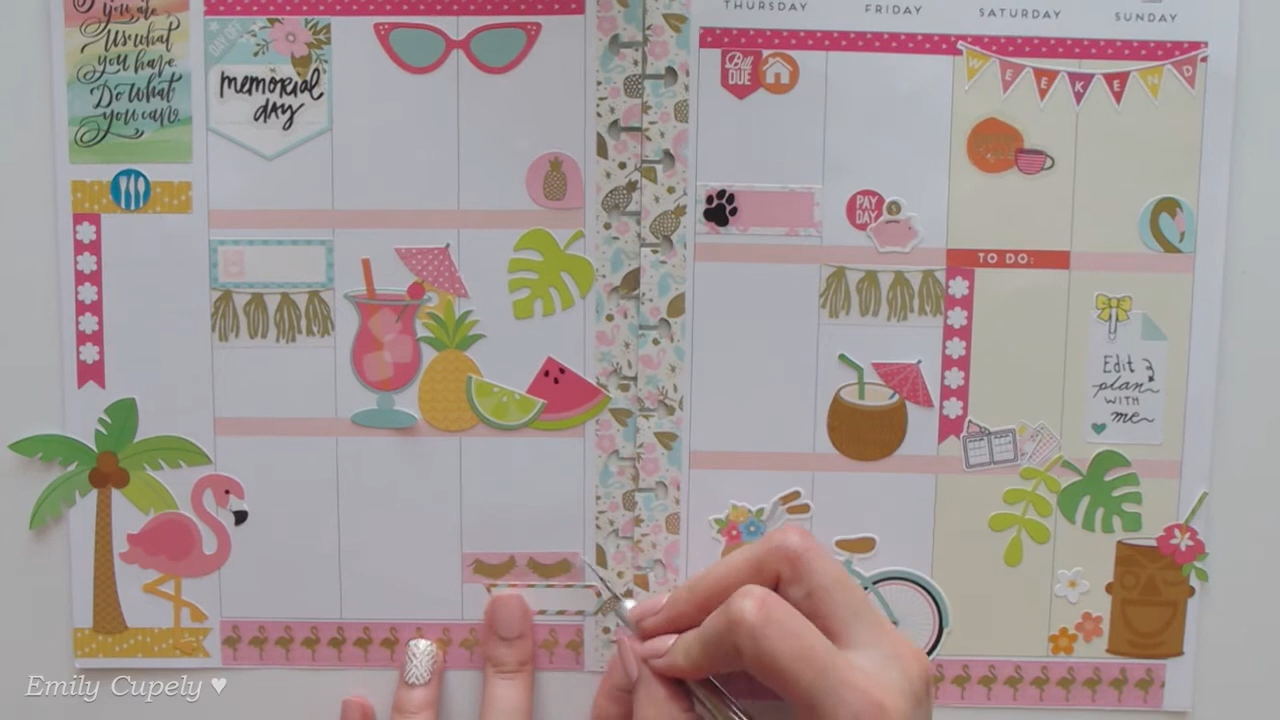 you are.
Use what
you have.
Do what
you can.
DAY OFF
memorial
day
THURSDAY
FRIDAY
SATURDAY
SUNDAY
Bill
DUE
WEEKEND
PAY
DAY
TO DO:
Edit
plan
WITH
me
Emily Cupely ♥